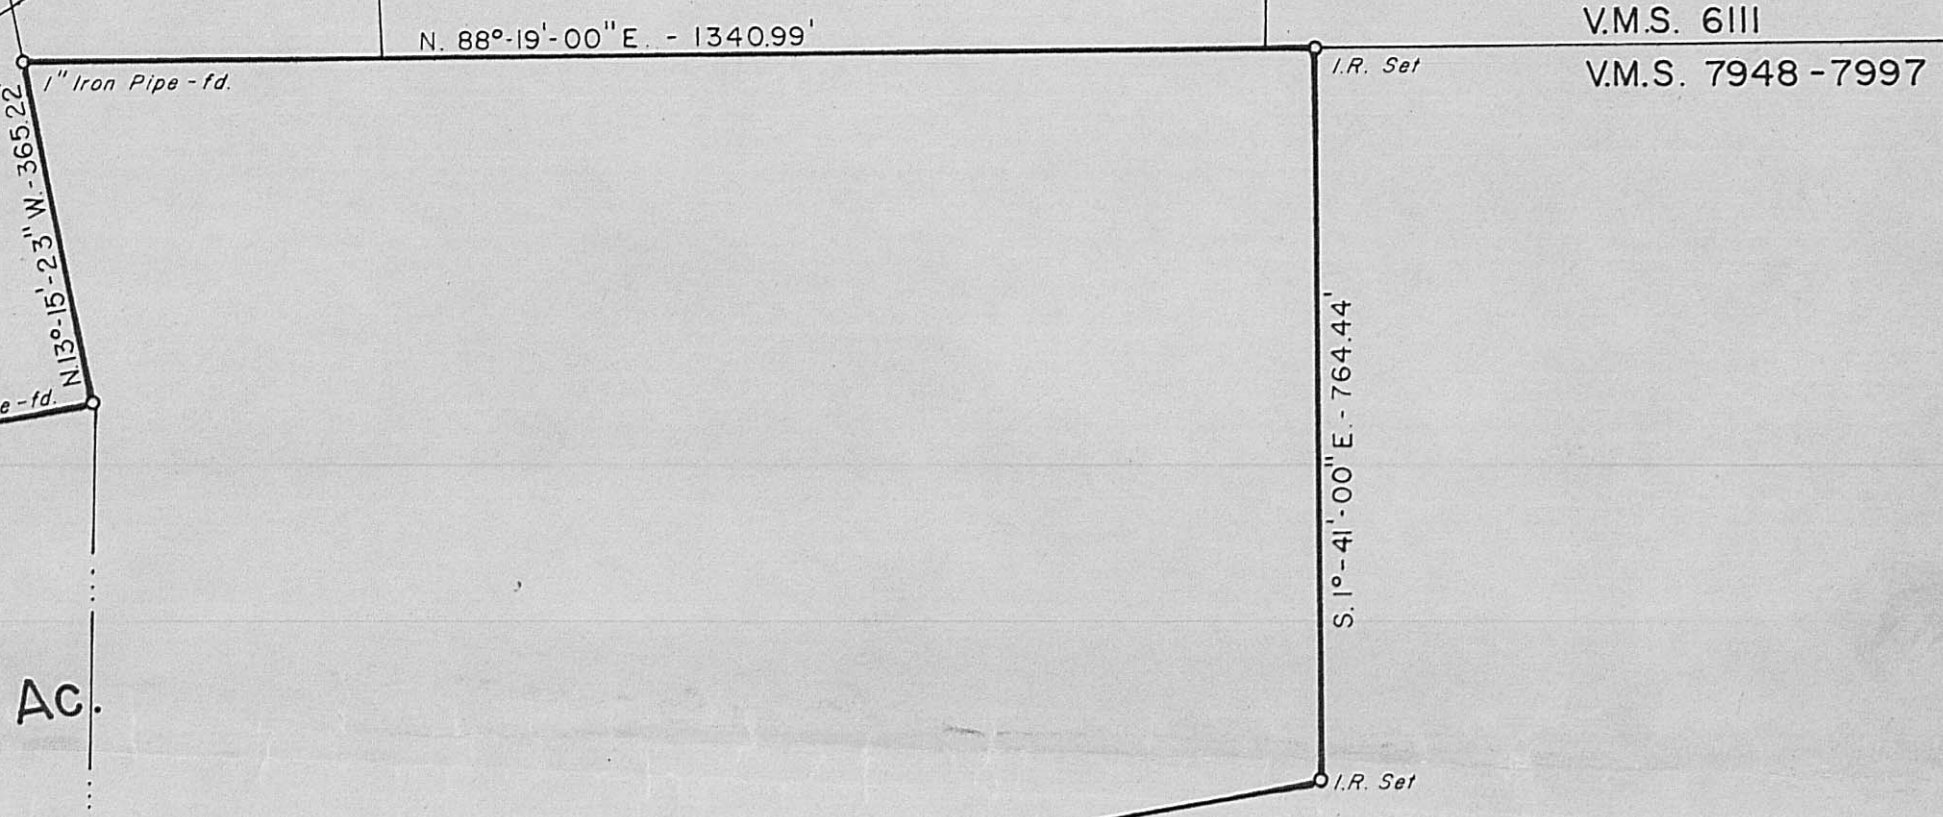 V.M.S. 6111
N. 88°-19'-00" E. - 1340.99'
I.R. Set
V.M.S. 7948 - 7997
1" Iron Pipe - fd.
N. 13°-15'-23" W. - 365.22'
S. 1°-41'-00" E. - 764.44'
e - fd.
Ac.
I.R. Set